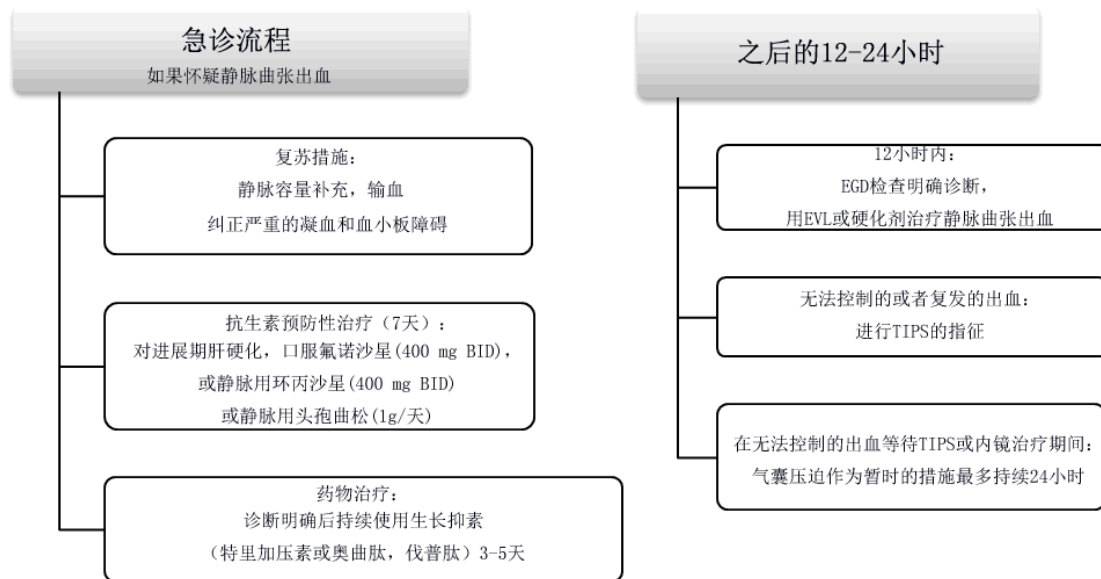 急诊流程
如果怀疑静脉曲张出血
复苏措施:
静脉容量补充, 输血
纠正严重的凝血和血小板障碍
抗生素预防性治疗（7天）:
对进展期肝硬化, 口服氟诺沙星(400 mg BID),
或静脉用环丙沙星(400 mg BID)
或静脉用头孢曲松(1g/天)
药物治疗:
诊断明确后持续使用生长抑素
（特里加压素或奥曲肽, 伐普肽）3-5天
之后的12-24小时
12小时内:
EGD检查明确诊断,
用EVL或硬化剂治疗静脉曲张出血
无法控制的或者复发的出血:
进行TIPS的指征
在无法控制的出血等待TIPS或内镜治疗期间:
气囊压迫作为暂时的措施最多持续24小时